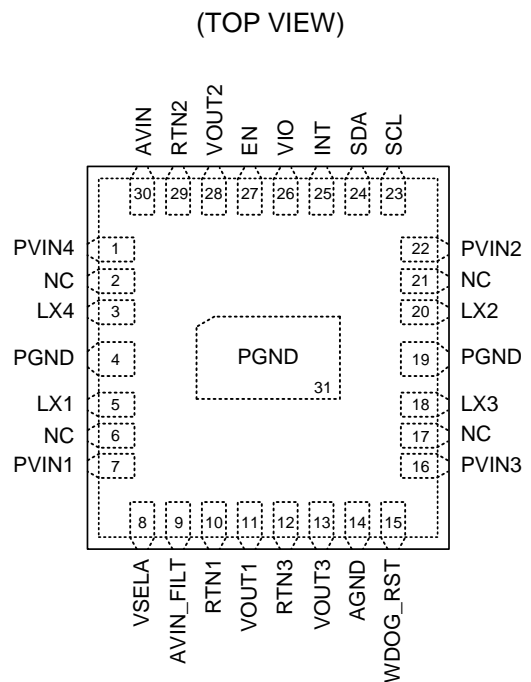 (TOP VIEW)
AVIN
RTN2
VOUT2
EN
VIO
INT
SDA
SCL
30 29 28 27 26 25 24 23
PVIN4 1
NC 2
LX4 3
PGND 4
LX1 5
NC 6
PVIN1 7
PGND
31
22 PVIN2
21 NC
20 LX2
19 PGND
18 LX3
17 NC
16 PVIN3
8 9 10 11 12 13 14 15
VSELA
AVIN_FILT
RTN1
VOUT1
RTN3
VOUT3
AGND
WDOG_RST